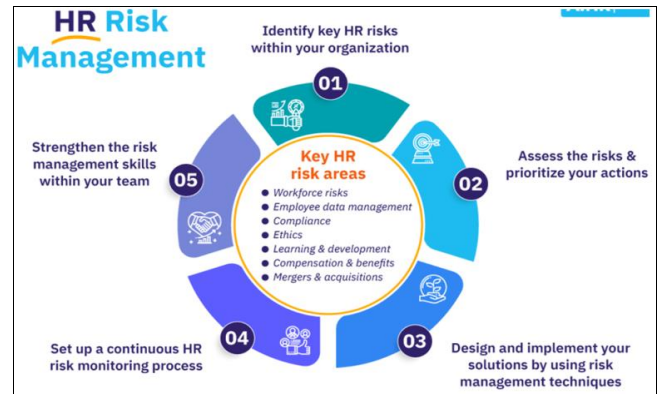 HR Risk
Management
Identify key HR risks
within your organization
01
Assess the risks &
prioritize your actions
02
Design and implement your
solutions by using risk
management techniques
03
Set up a continuous HR
risk monitoring process
04
Strengthen the risk
management skills
within your team
05
Key HR
risk areas
● Workforce risks
● Employee data management
● Compliance
● Ethics
● Learning & development
● Compensation & benefits
● Mergers & acquisitions